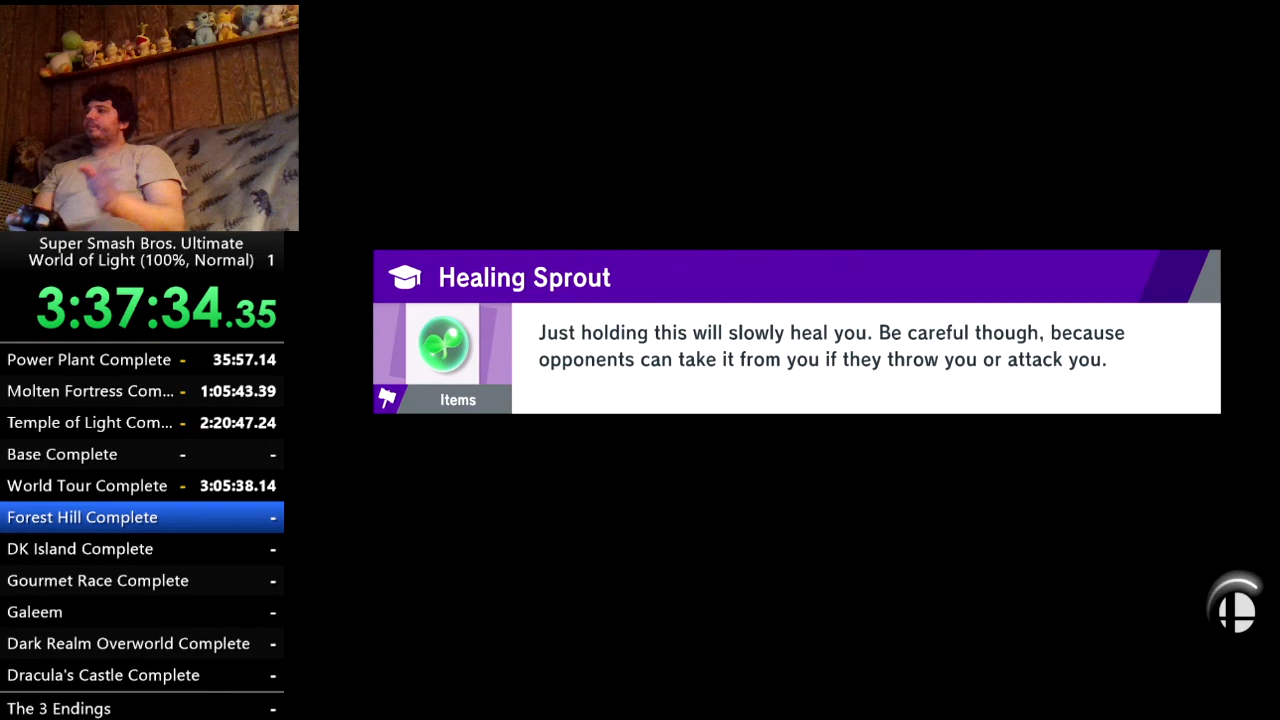 Super Smash Bros. Ultimate
World of Light (100%, Normal) 1
3:37:34.35
Power Plant Complete - 35:57.14
Molten Fortress Com... - 1:05:43.39
Temple of Light Com... - 2:20:47.24
Base Complete - -
World Tour Complete - 3:05:38.14
Forest Hill Complete -
DK Island Complete -
Gourmet Race Complete -
Galeem -
Dark Realm Overworld Complete -
Dracula's Castle Complete -
The 3 Endings -
Healing Sprout
Just holding this will slowly heal you. Be careful though, because
opponents can take it from you if they throw you or attack you.
Items